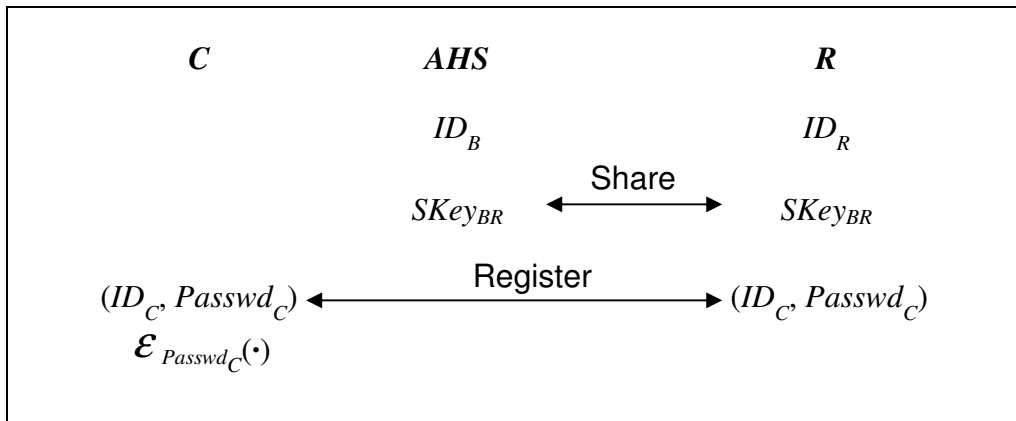 C AHS R
ID_B ID_R
Share
SKey_BR SKey_BR
Register
(ID_C, Passwd_C) (ID_C, Passwd_C)
ℰ_Passwd_C(·)